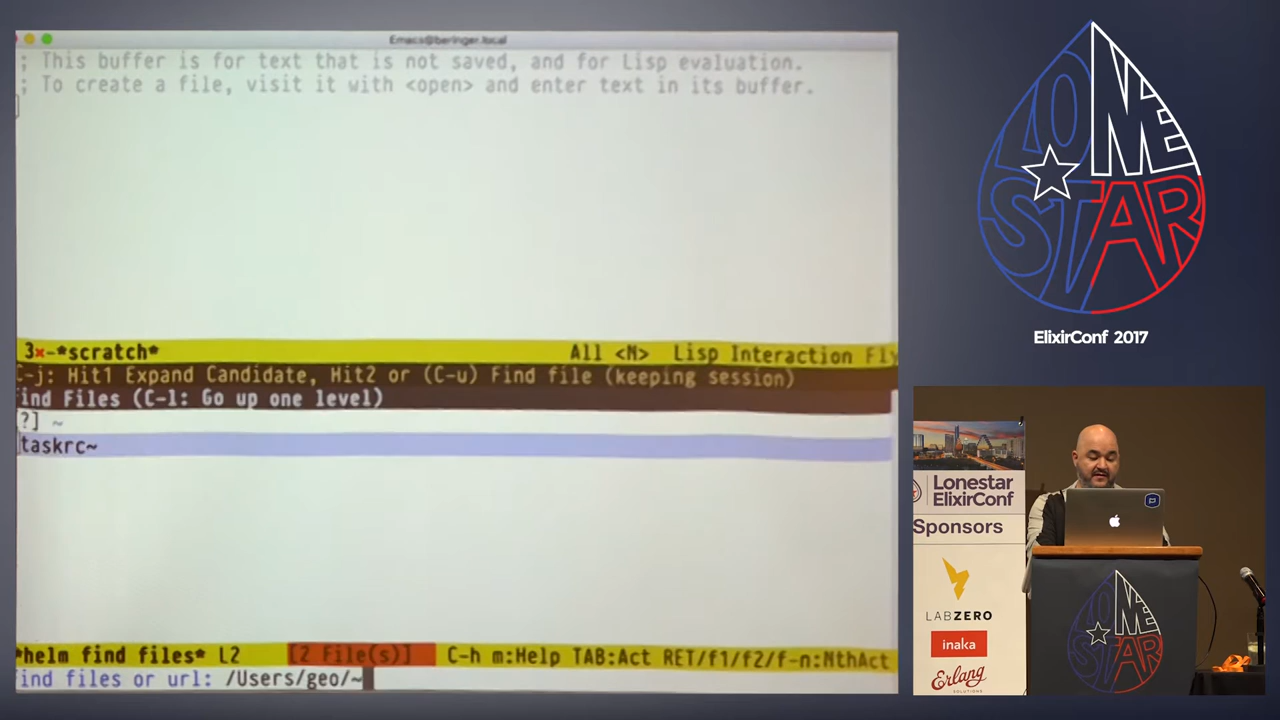 Emacs@beringer.local
; This buffer is for text that is not saved, and for Lisp evaluation.
; To create a file, visit it with <open> and enter text in its buffer.
3×-*scratch* All <N> Lisp Interaction Fly
C-j: Hit1 Expand Candidate, Hit2 or (C-u) Find file (keeping session)
ind Files (C-l: Go up one level)
?] ~
taskrc~
*helm find files* L2 [2 File(s)] C-h m:Help TAB:Act RET/f1/f2/f-n:NthAct
ind files or url: /Users/geo/~
LONE
STAR
ElixirConf 2017
Lonestar
ElixirConf
Sponsors
LABZERO
inaka
Erlang
SOLUTIONS
LONE
STAR